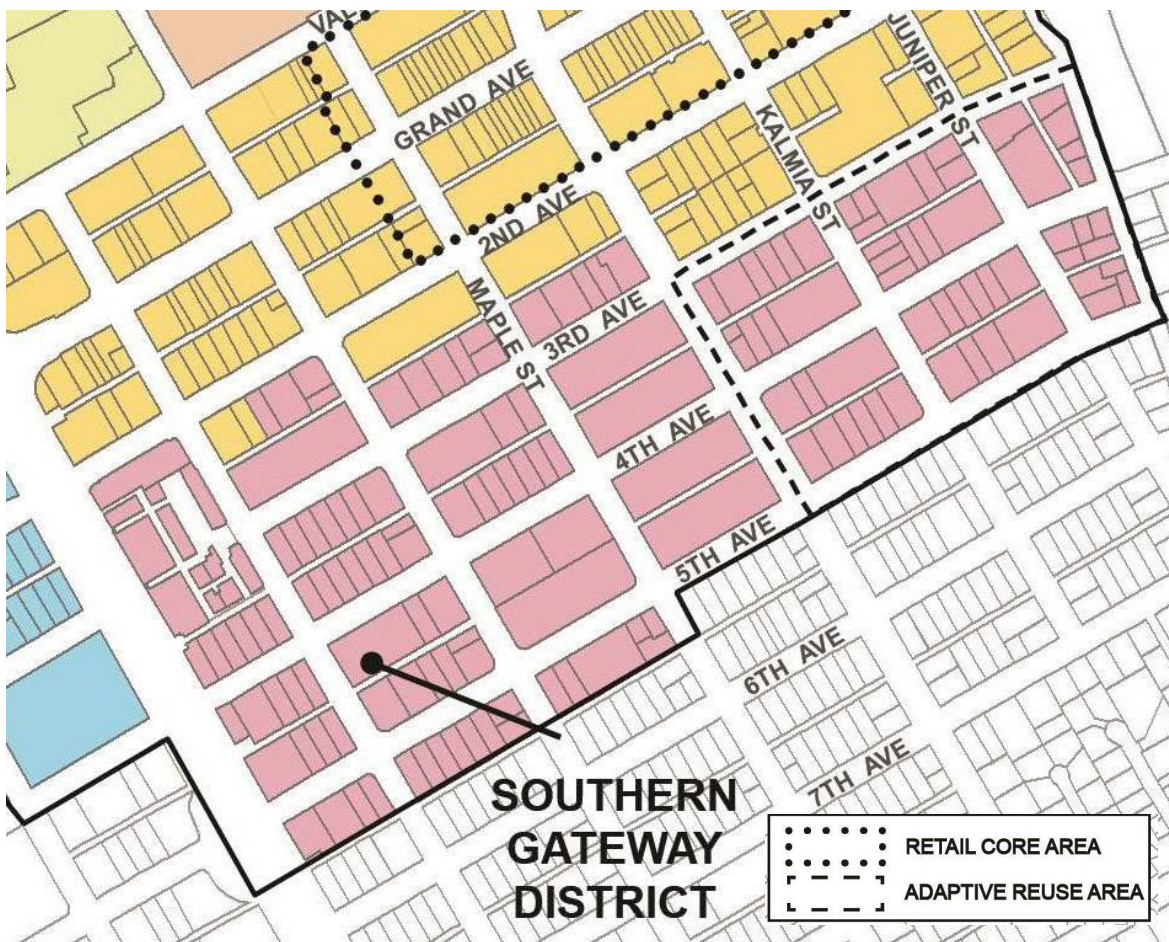 VAL
JUNIPER ST
GRAND AVE
KALMIA ST
2ND AVE
MAPLE ST
3RD AVE
4TH AVE
5TH AVE
6TH AVE
7TH AVE
SOUTHERN
GATEWAY
DISTRICT
RETAIL CORE AREA
ADAPTIVE REUSE AREA